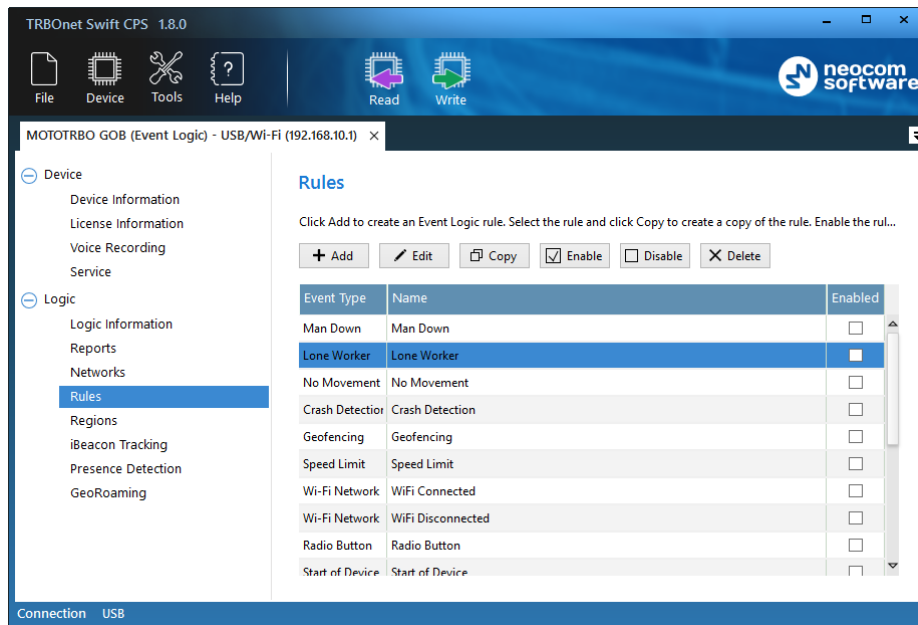 TRBOnet Swift CPS 1.8.0
File Device Tools Help Read Write
neocom
software
MOTOTRBO GOB (Event Logic) - USB/Wi-Fi (192.168.10.1)
Device
Device Information
License Information
Voice Recording
Service
Logic
Logic Information
Reports
Networks
Rules
Regions
iBeacon Tracking
Presence Detection
GeoRoaming
Rules
Click Add to create an Event Logic rule. Select the rule and click Copy to create a copy of the rule. Enable the rul...
Add Edit Copy Enable Disable Delete
Event Type Name Enabled
Man Down Man Down
Lone Worker Lone Worker
No Movement No Movement
Crash Detection Crash Detection
Geofencing Geofencing
Speed Limit Speed Limit
Wi-Fi Network WiFi Connected
Wi-Fi Network WiFi Disconnected
Radio Button Radio Button
Start of Device Start of Device
Connection USB